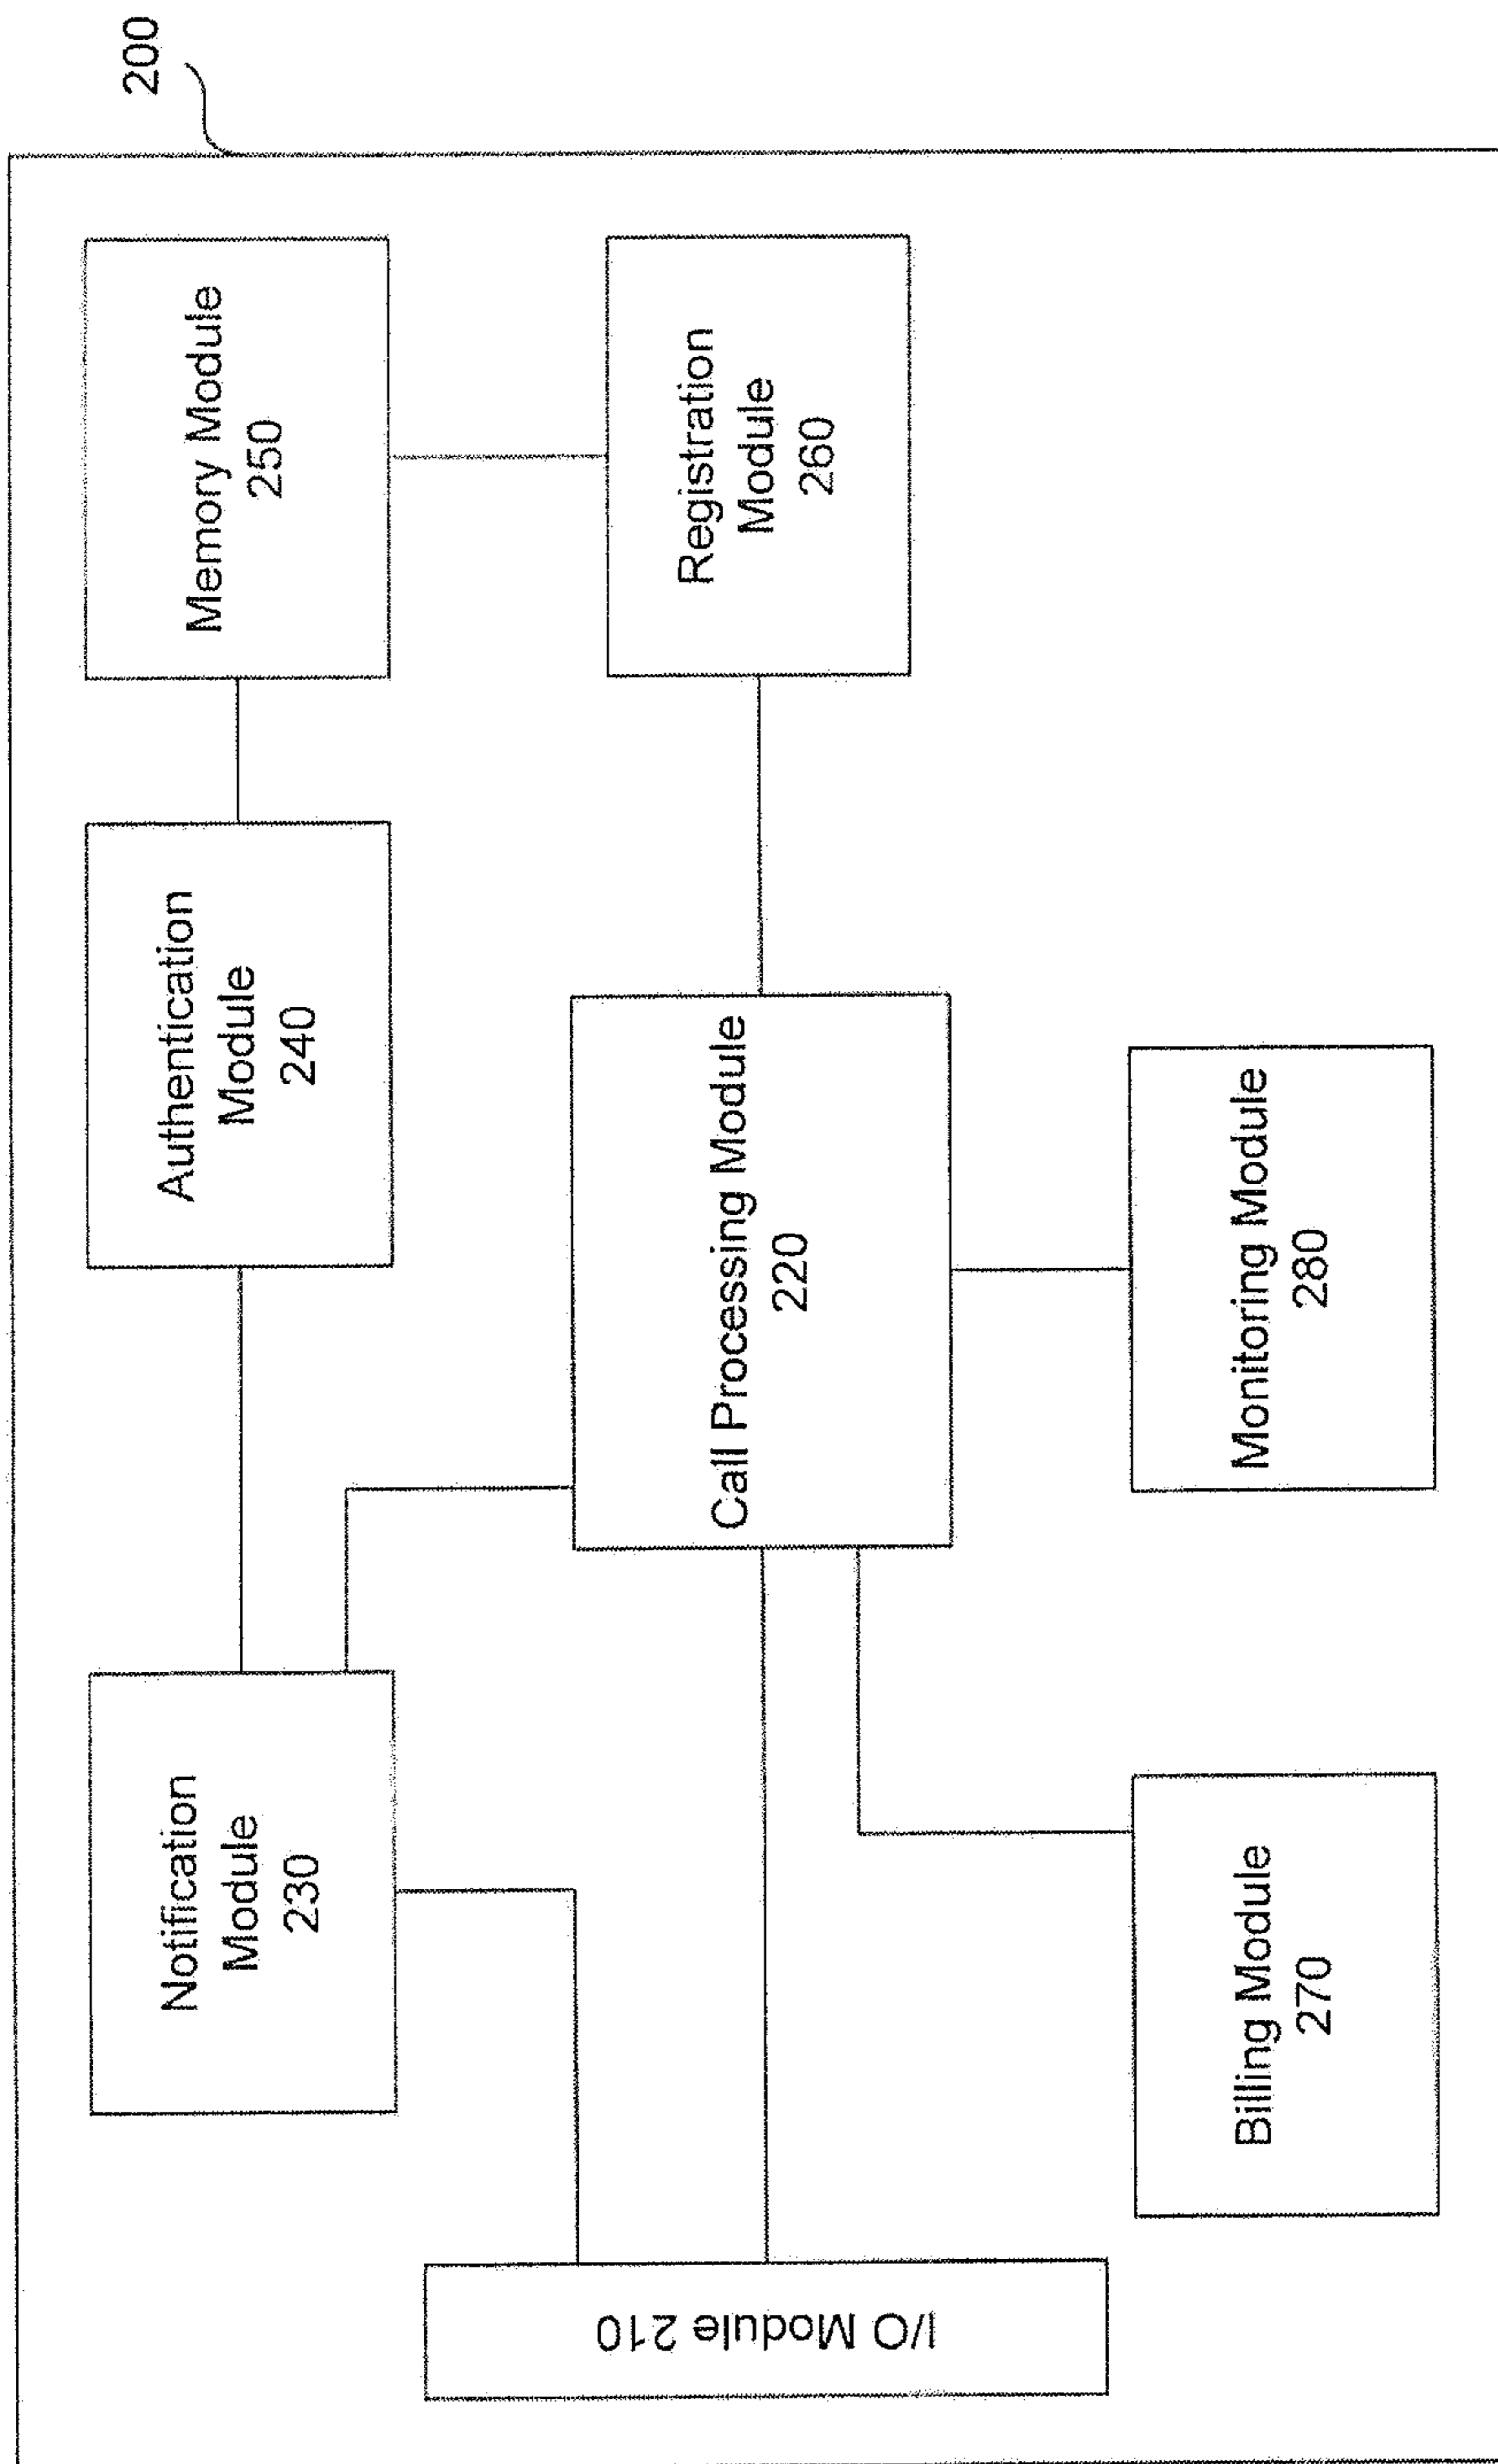 200
Notification
Module
230
Authentication
Module
240
Memory Module
250
I/O Module 210
Call Processing Module
220
Registration
Module
260
Billing Module
270
Monitoring Module
280